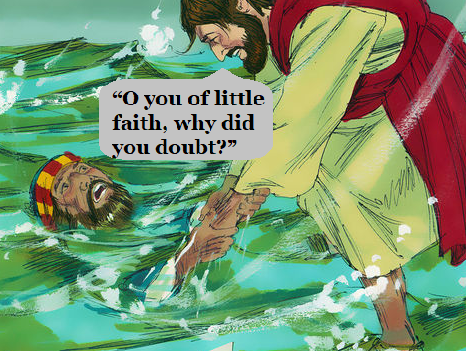 “O you of little
faith, why did
you doubt?”